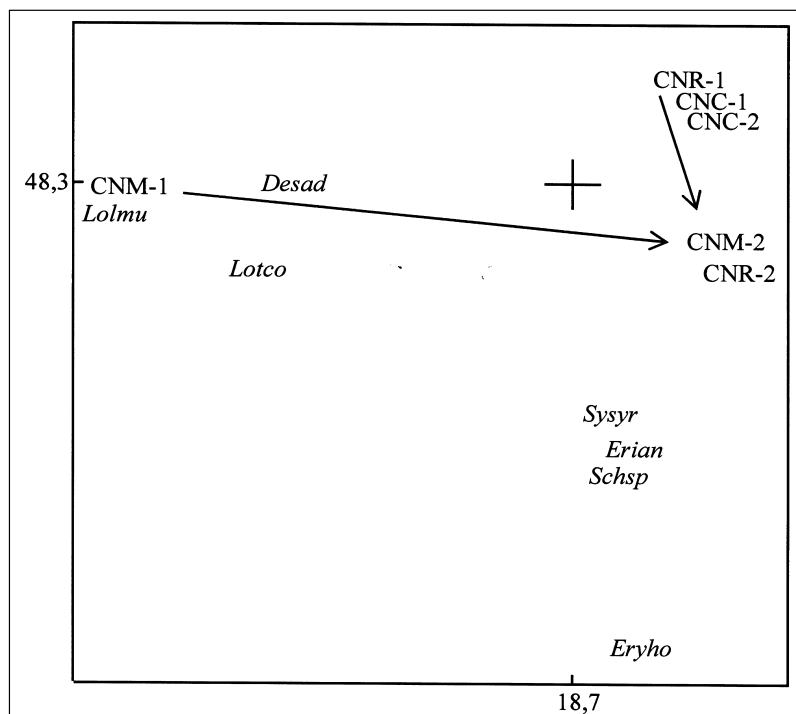 CNR-1
CNC-1
CNC-2
48,3
CNM-1
Desad
Lolmu
CNM-2
Lotco
CNR-2
Sysyr
Erian
Schsp
Eryho
18,7